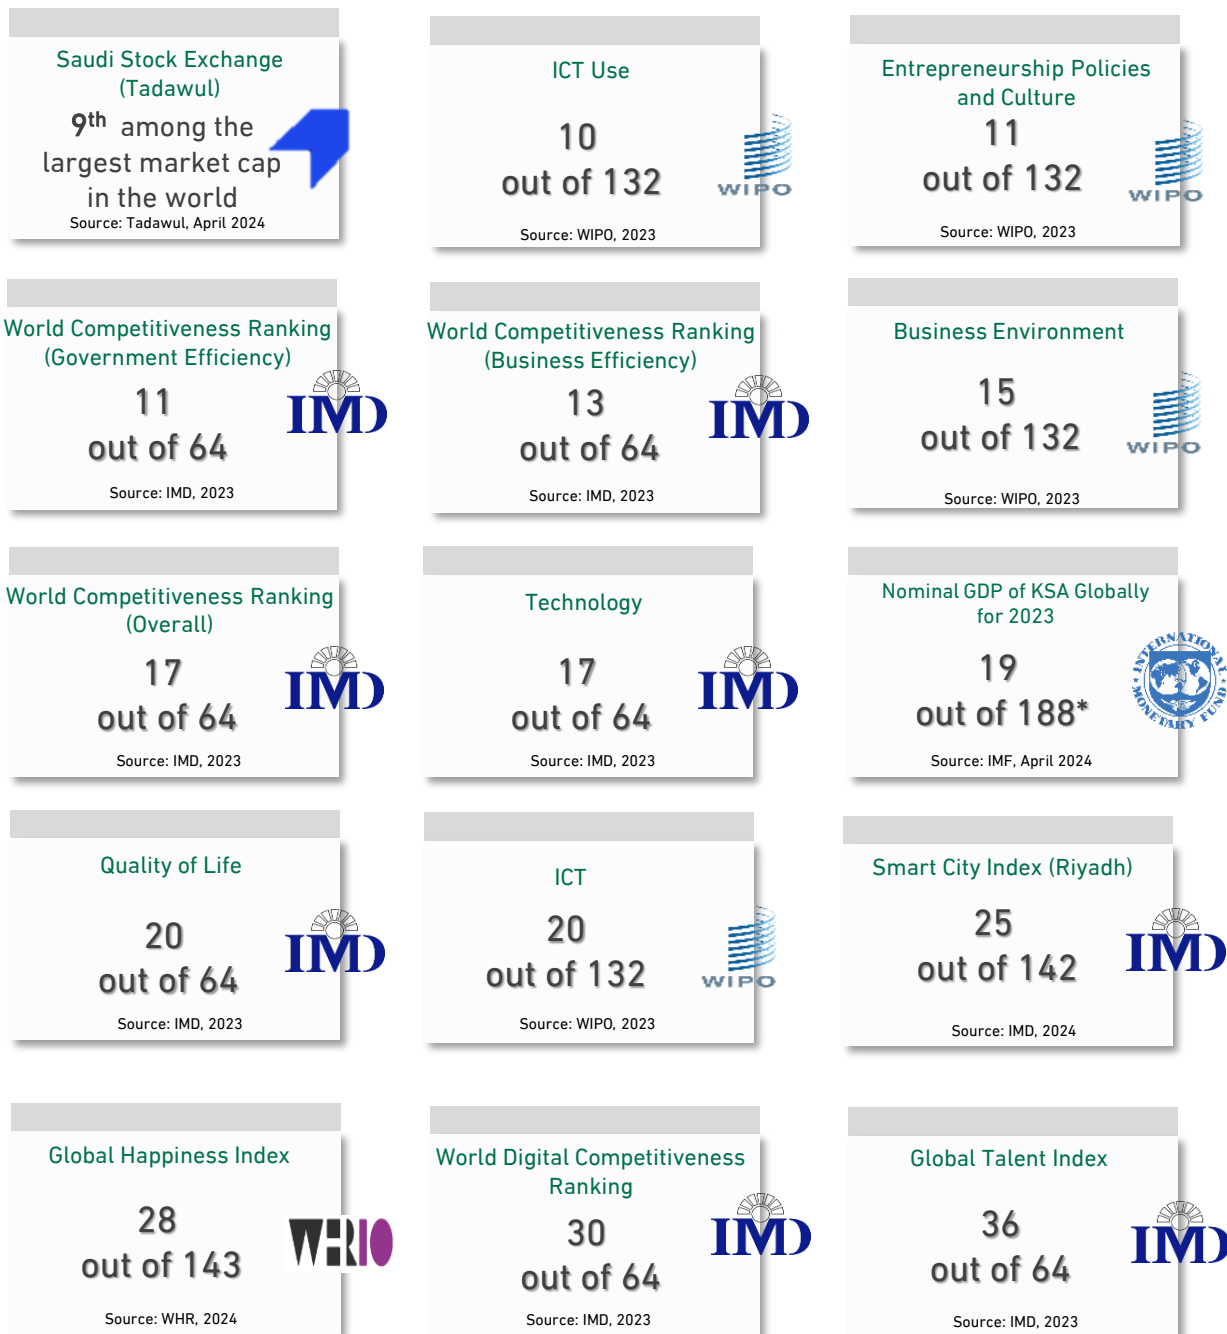 Saudi Stock Exchange
(Tadawul)
9th among the
largest market cap
in the world
Source: Tadawul, April 2024
ICT Use
10
out of 132
WIPO
Source: WIPO, 2023
Entrepreneurship Policies
and Culture
11
out of 132
WIPO
Source: WIPO, 2023
World Competitiveness Ranking
(Government Efficiency)
11
out of 64
IMD
Source: IMD, 2023
World Competitiveness Ranking
(Business Efficiency)
13
out of 64
IMD
Source: IMD, 2023
Business Environment
15
out of 132
WIPO
Source: WIPO, 2023
World Competitiveness Ranking
(Overall)
17
out of 64
IMD
Source: IMD, 2023
Technology
17
out of 64
IMD
Source: IMD, 2023
Nominal GDP of KSA Globally
for 2023
19
out of 188*
INTERNATIONAL
MONETARY FUND
Source: IMF, April 2024
Quality of Life
20
out of 64
IMD
Source: IMD, 2023
ICT
20
out of 132
WIPO
Source: WIPO, 2023
Smart City Index (Riyadh)
25
out of 142
IMD
Source: IMD, 2024
Global Happiness Index
28
out of 143
WHR10
Source: WHR, 2024
World Digital Competitiveness
Ranking
30
out of 64
IMD
Source: IMD, 2023
Global Talent Index
36
out of 64
IMD
Source: IMD, 2023